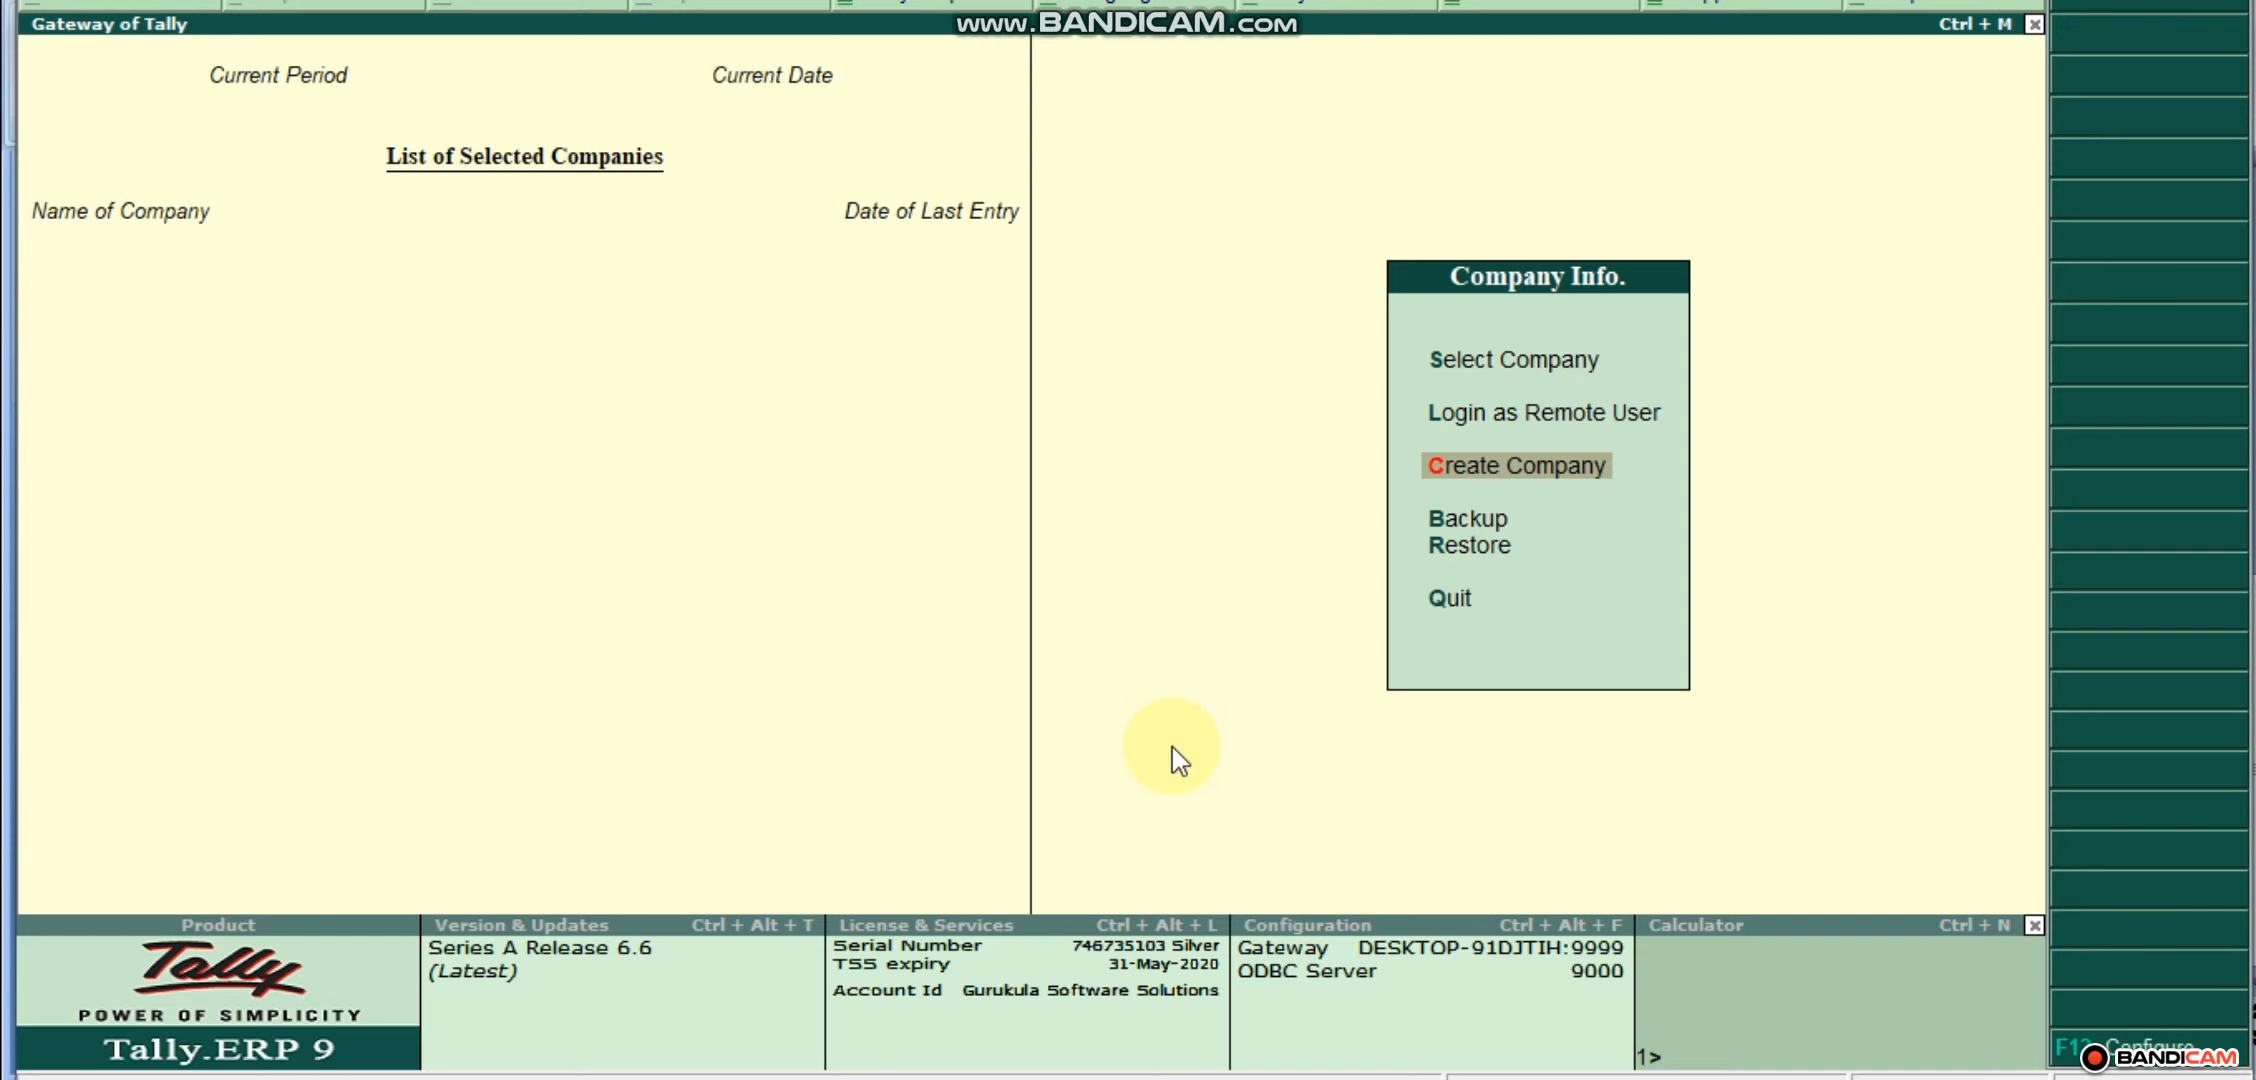 www.BANDICAM.com
Gateway of Tally
Ctrl + M
Current Period
Current Date
List of Selected Companies
Name of Company
Date of Last Entry
Company Info.
Select Company
Login as Remote User
Create Company
Backup
Restore
Quit
Product
Tally
POWER OF SIMPLICITY
Tally.ERP 9
Version & Updates Ctrl + Alt + T
Series A Release 6.6
(Latest)
License & Services Ctrl + Alt + L
Serial Number 746735103 Silver
TSS expiry 31-May-2020
Account Id Gurukula Software Solutions
Configuration Ctrl + Alt + F
Gateway DESKTOP-91DJTIH:9999
ODBC Server 9000
Calculator Ctrl + N
1>
Configure
BANDICAM